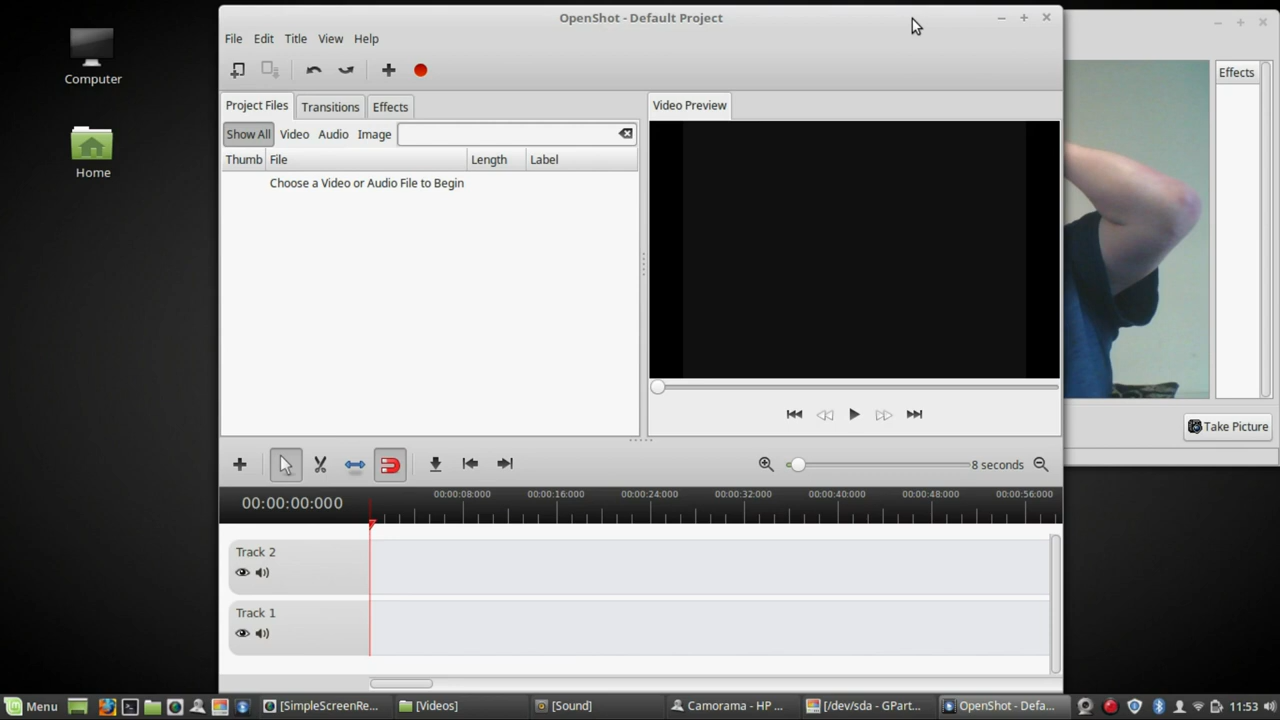 Computer
Home
OpenShot - Default Project
File Edit Title View Help
Project Files Transitions Effects
Show All Video Audio Image
Thumb File Length Label
Choose a Video or Audio File to Begin
Video Preview
Effects
Take Picture
8 seconds
00:00:00:000
00:00:08:000 00:00:16:000 00:00:24:000 00:00:32:000 00:00:40:000 00:00:48:000 00:00:56:000
Track 2
Track 1
Menu [SimpleScreenRe... [Videos] [Sound] Camorama - HP ... [/dev/sda - GPart... OpenShot - Defa... 11:53